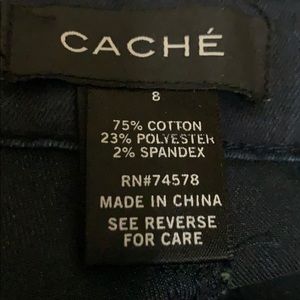 CACHÉ
8
75% COTTON
23% POLYESTER
2% SPANDEX
RN#74578
MADE IN CHINA
SEE REVERSE
FOR CARE